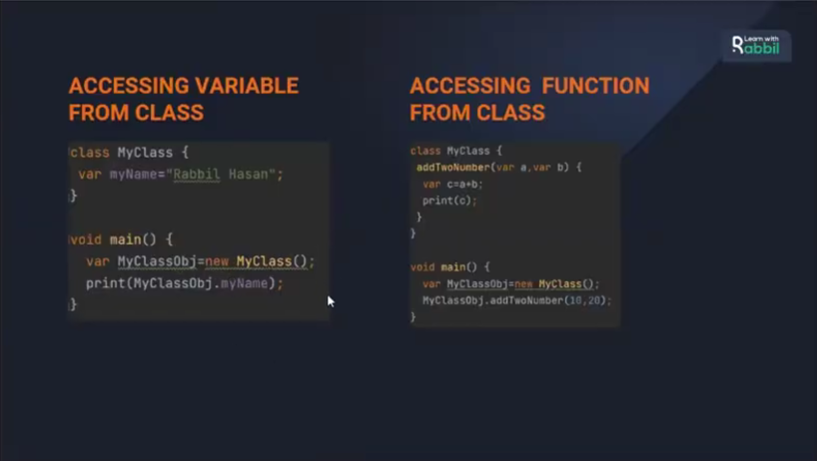 Learn with
Rabbil
ACCESSING VARIABLE
FROM CLASS
class MyClass {
var myName="Rabbil Hasan";
}
void main() {
var MyClassObj=new MyClass();
print(MyClassObj.myName);
}
ACCESSING FUNCTION
FROM CLASS
class MyClass {
addTwoNumber(var a,var b) {
var c=a+b;
print(c);
}
}
void main() {
var MyClassObj=new MyClass();
MyClassObj.addTwoNumber(10,20);
}